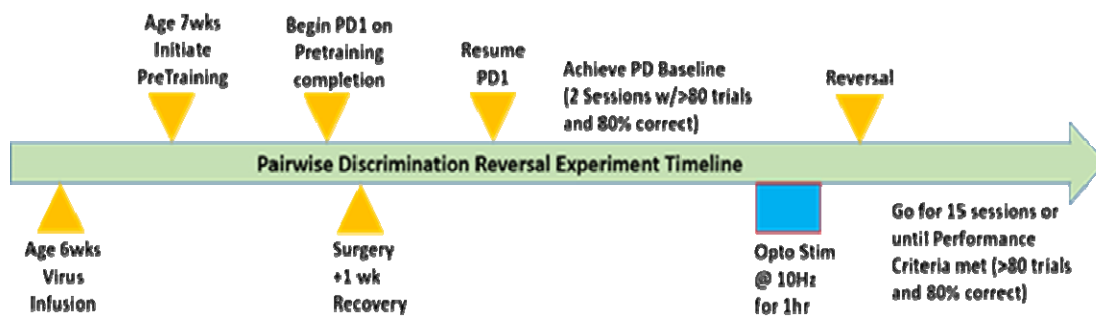 Age 7wks
Initiate
PreTraining
Begin PD1 on
Pretraining
completion
Resume
PD1
Achieve PD Baseline
(2 Sessions w/>80 trials
and 80% correct)
Reversal
Pairwise Discrimination Reversal Experiment Timeline
Age 6wks
Virus
Infusion
Surgery
+1 wk
Recovery
Opto Stim
@ 10Hz
for 1hr
Go for 15 sessions or
until Performance
Criteria met (>80 trials
and 80% correct)